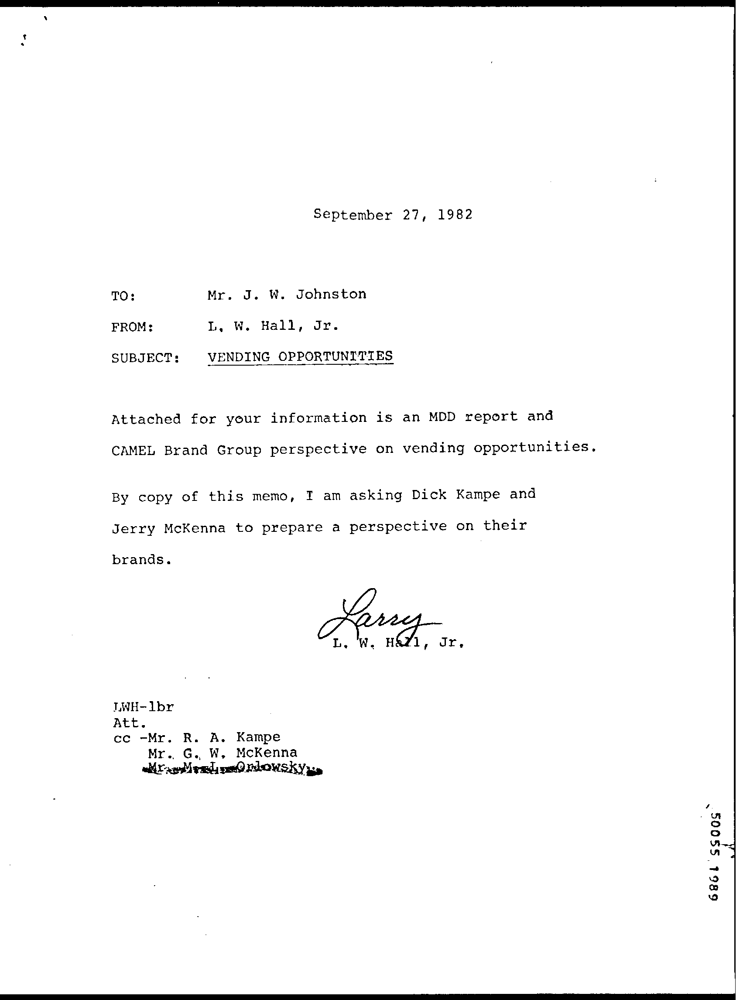 September 27, 1982
TO: Mr. J. W. Johnston
FROM: L. W. Hall, Jr.
SUBJECT: VENDING OPPORTUNITIES
Attached for your information is an MDD report and
CAMEL Brand Group perspective on vending opportunities.
By copy of this memo, I am asking Dick Kampe and
Jerry McKenna to prepare a perspective on their
brands.
Larry
L. W. Hall, Jr.
LWH-lbr
Att.
cc -Mr. R. A. Kampe
Mr. G. W. McKenna
Mr. M. L. Orlowsky
50055 1989